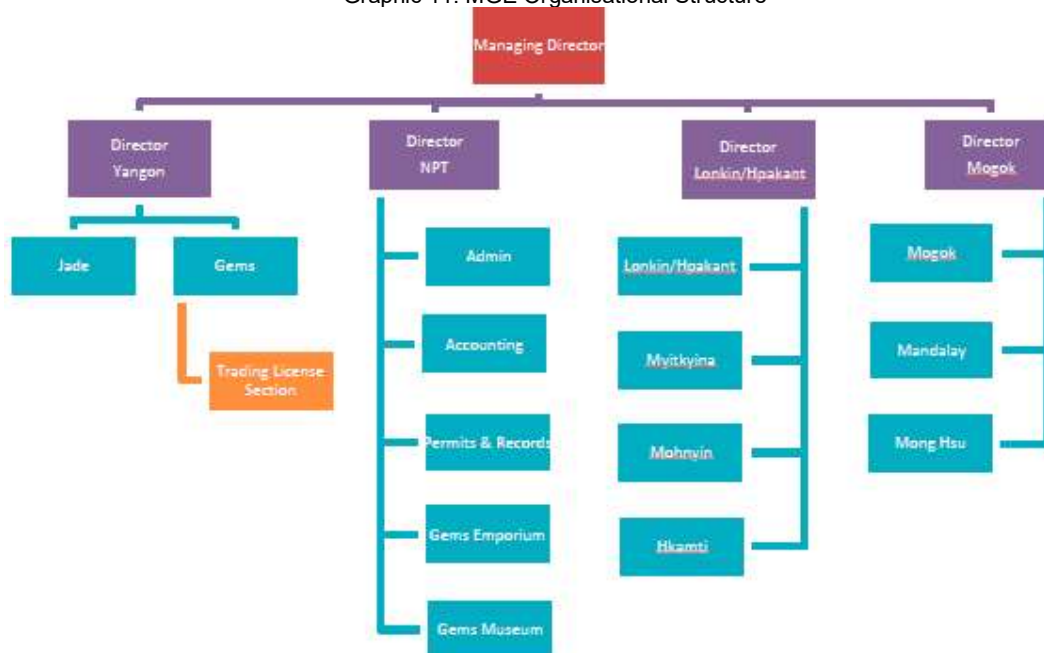 Graphic 11: MGE Organisational Structure
Managing Director
Director
Yangon
Director
NPT
Director
Lonkin/Hpakant
Director
Mogok
Jade
Gems
Trading License
Section
Admin
Accounting
Permits & Records
Gems Emporium
Gems Museum
Lonkin/Hpakant
Myitkyina
Mohnyin
Hkamti
Mogok
Mandalay
Mong Hsu